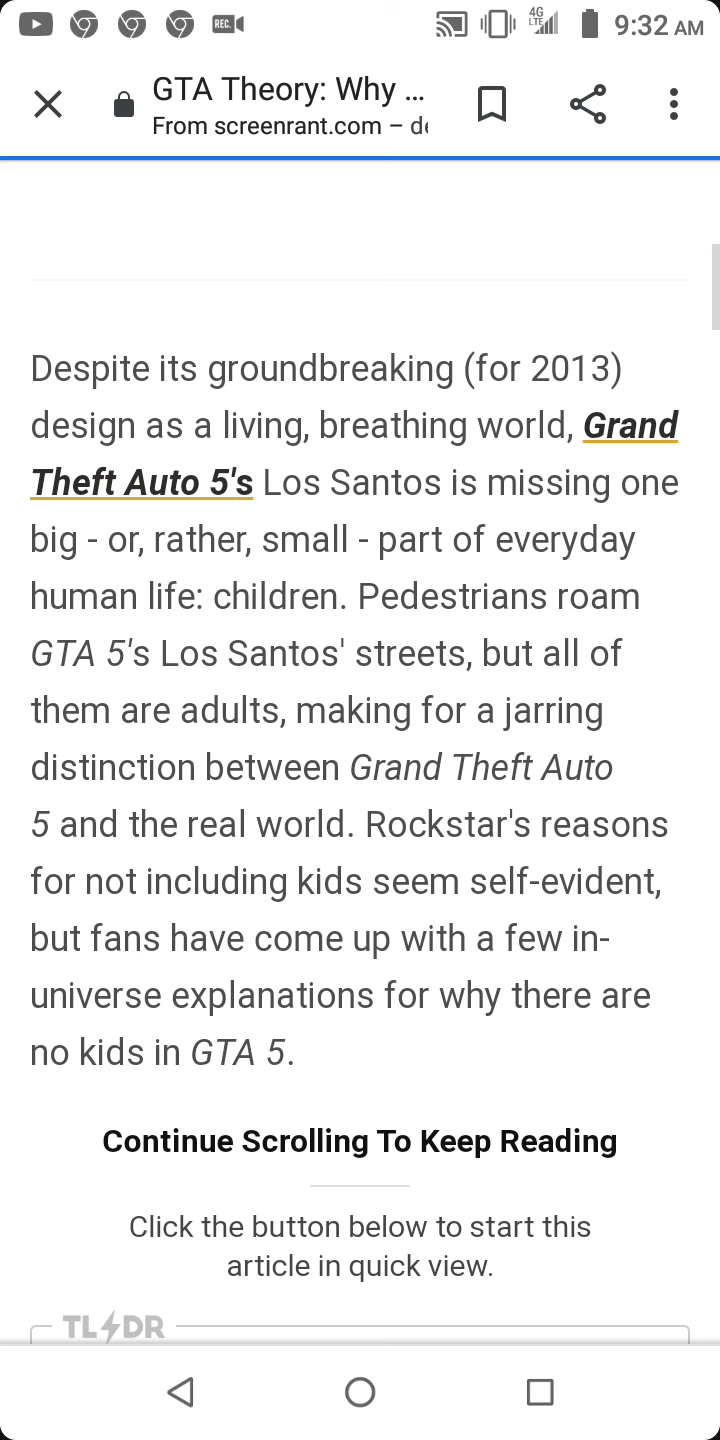 REC.
4G
LTE
9:32 AM
GTA Theory: Why ...
From screenrant.com – de
Despite its groundbreaking (for 2013)
design as a living, breathing world, Grand
Theft Auto 5's Los Santos is missing one
big - or, rather, small - part of everyday
human life: children. Pedestrians roam
GTA 5's Los Santos' streets, but all of
them are adults, making for a jarring
distinction between Grand Theft Auto
5 and the real world. Rockstar's reasons
for not including kids seem self-evident,
but fans have come up with a few in-
universe explanations for why there are
no kids in GTA 5.
Continue Scrolling To Keep Reading
Click the button below to start this
article in quick view.
TL DR